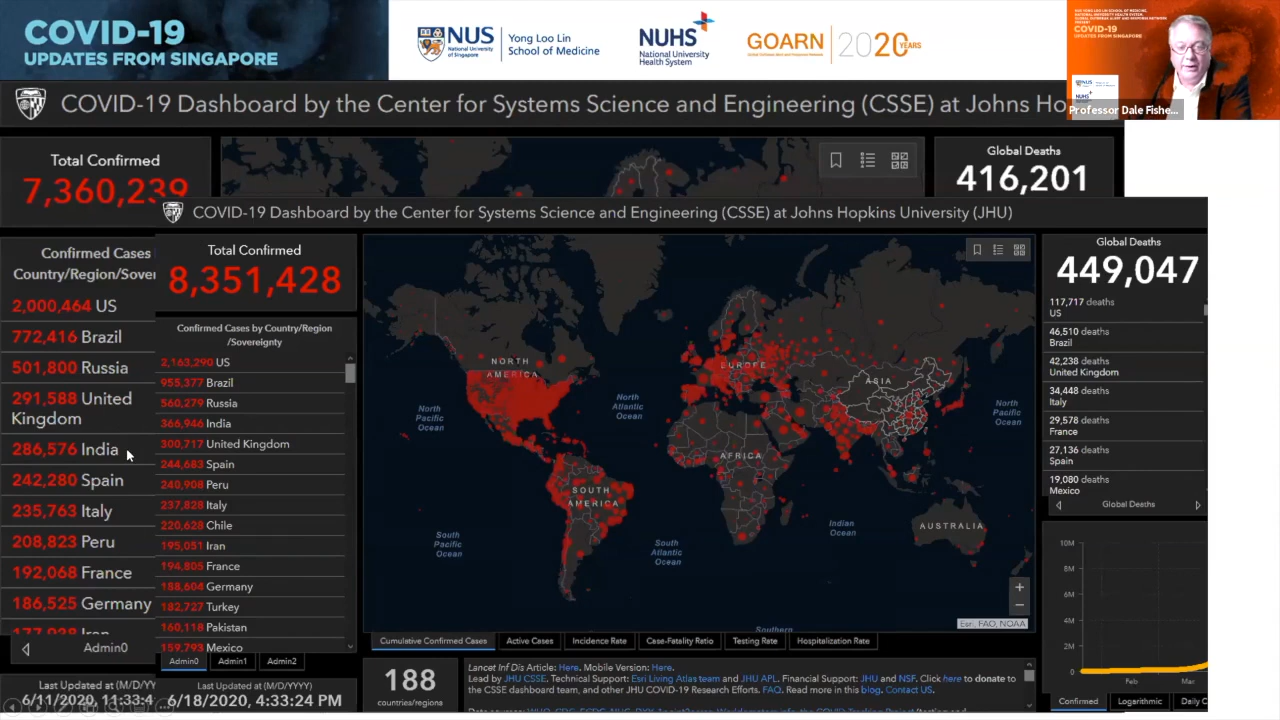 COVID-19
UPDATES FROM SINGAPORE
NUS
National University
of Singapore
Yong Loo Lin
School of Medicine
NUHS
National University
Health System
GOARN
2020 YEARS
COVID-19
UPDATES FROM SINGAPORE
Professor Dale Fishe...
COVID-19 Dashboard by the Center for Systems Science and Engineering (CSSE) at Johns Ho
Total Confirmed
7,360,239
Global Deaths
416,201
Confirmed Cases
Country/Region/Sover
2,000,464 US
772,416 Brazil
501,800 Russia
291,588 United
Kingdom
286,576 India
242,280 Spain
235,763 Italy
208,823 Peru
192,068 France
186,525 Germany
Iran
Admin0
Last Updated at (M/D/YY
6/11/2020 11:33:4
COVID-19 Dashboard by the Center for Systems Science and Engineering (CSSE) at Johns Hopkins University (JHU)
Total Confirmed
8,351,428
Confirmed Cases by Country/Region
/Sovereignty
2,163,290 US
955,377 Brazil
560,279 Russia
366,946 India
300,717 United Kingdom
244,683 Spain
240,908 Peru
237,828 Italy
220,628 Chile
195,051 Iran
194,805 France
188,604 Germany
182,727 Turkey
160,118 Pakistan
159,793 Mexico
Admin0 Admin1 Admin2
Last Updated at (M/D/YYYY)
6/18/2020, 4:33:24 PM
NORTH
AMERICA
EUROPE
ASIA
North
Pacific
Ocean
North
Atlantic
Ocean
North
Pacific
Ocean
AFRICA
SOUTH
AMERICA
AUSTRALIA
Indian
Ocean
South
Pacific
Ocean
South
Atlantic
Ocean
Southern
+
−
Esri, FAO, NOAA
Cumulative Confirmed Cases Active Cases Incidence Rate Case-Fatality Ratio Testing Rate Hospitalization Rate
188
countries/regions
Lancet Inf Dis Article: Here. Mobile Version: Here.
Lead by JHU CSSE. Technical Support: Esri Living Atlas team and JHU APL. Financial Support: JHU and NSF. Click here to donate to
the CSSE dashboard team, and other JHU COVID-19 Research Efforts. FAQ. Read more in this blog. Contact US.
Global Deaths
449,047
117,717 deaths
US
46,510 deaths
Brazil
42,238 deaths
United Kingdom
34,448 deaths
Italy
29,578 deaths
France
27,136 deaths
Spain
19,080 deaths
Mexico
Global Deaths
10M
8M
6M
4M
2M
0
Feb Mar
Confirmed Logarithmic Daily C